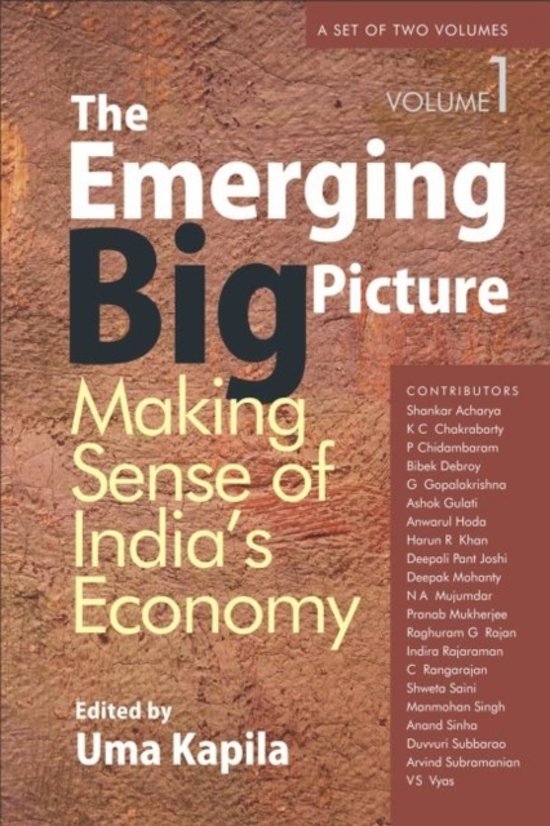 A SET OF TWO VOLUMES
VOLUME 1
The
Emerging
Big Picture
Making
Sense of
India's
Economy
Edited by
Uma Kapila
CONTRIBUTORS
Shankar Acharya
K C Chakrabarty
P Chidambaram
Bibek Debroy
G Gopalakrishna
Ashok Gulati
Anwarul Hoda
Harun R Khan
Deepali Pant Joshi
Deepak Mohanty
N A Mujumdar
Pranab Mukherjee
Raghuram G Rajan
Indira Rajaraman
C Rangarajan
Shweta Saini
Manmohan Singh
Anand Sinha
Duvvuri Subbarao
Arvind Subramanian
VS Vyas